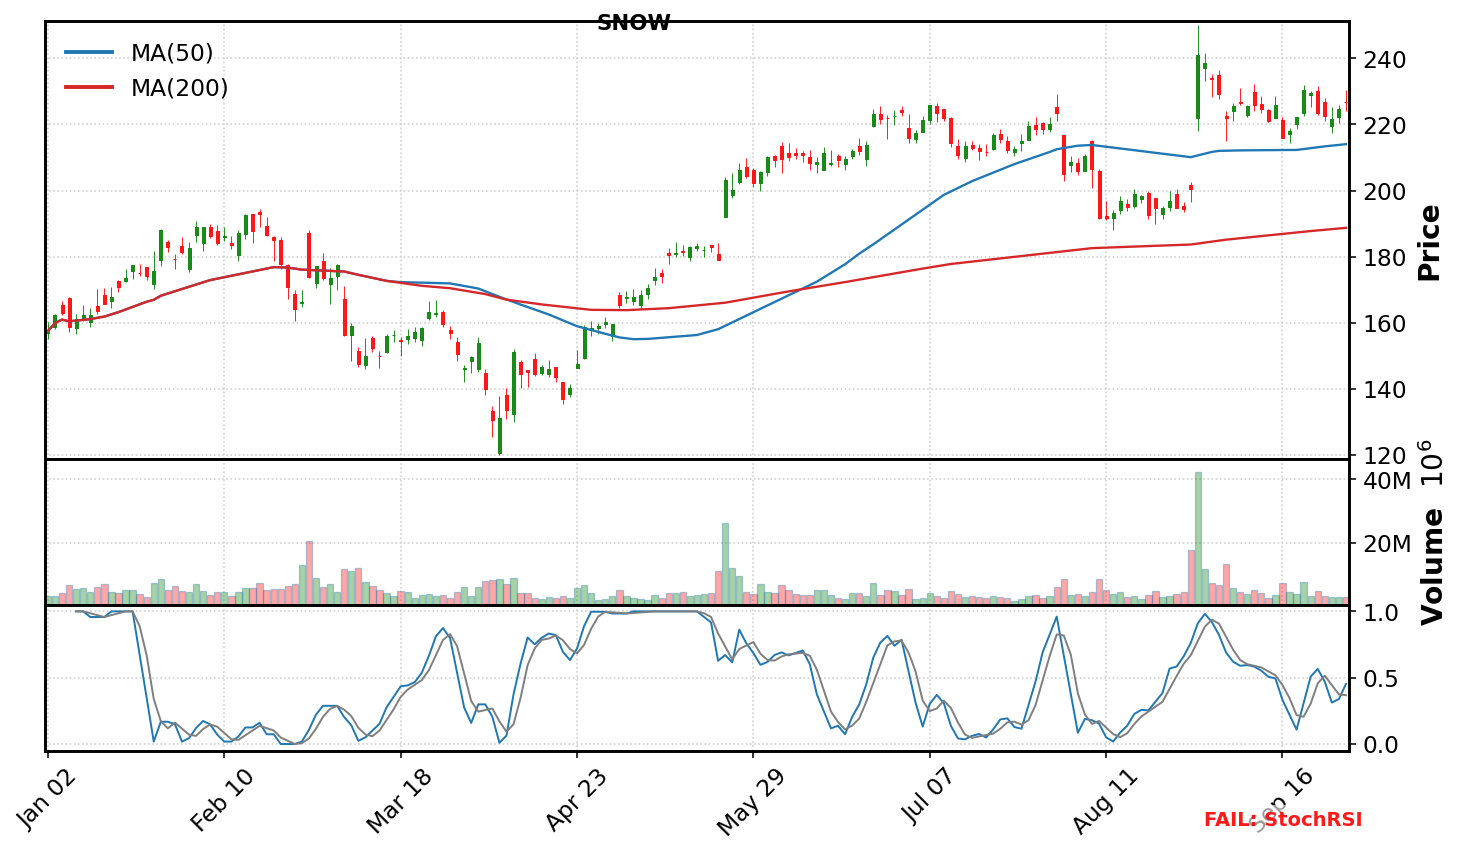 SNOW
MA(50)
MA(200)
240
220
200
180
160
140
120
Price
40M
20M
Volume 10^6
1.0
0.5
0.0
Jan 02
Feb 10
Mar 18
Apr 23
May 29
Jul 07
Aug 11
Sep 16
FAIL: StochRSI